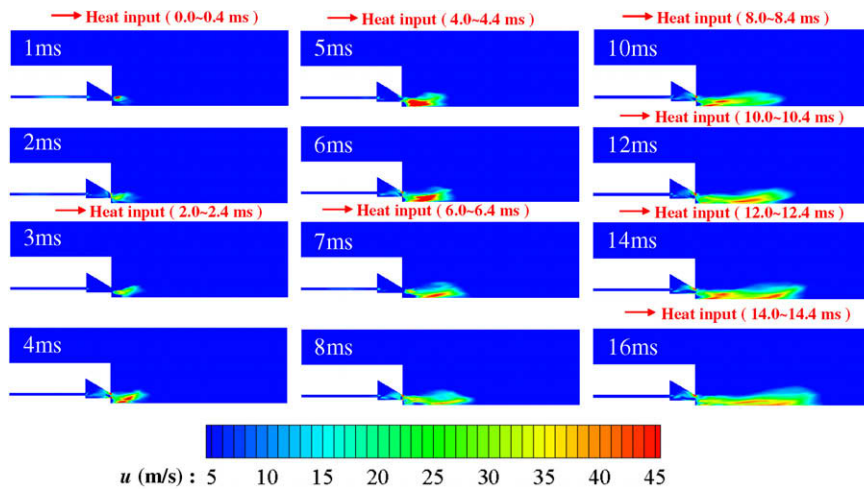 Heat input ( 0.0~0.4 ms )
Heat input ( 4.0~4.4 ms )
Heat input ( 8.0~8.4 ms )
1ms
5ms
10ms
Heat input ( 10.0~10.4 ms )
2ms
6ms
12ms
Heat input ( 2.0~2.4 ms )
Heat input ( 6.0~6.4 ms )
Heat input ( 12.0~12.4 ms )
3ms
7ms
14ms
Heat input ( 14.0~14.4 ms )
4ms
8ms
16ms
u (m/s) : 5 10 15 20 25 30 35 40 45